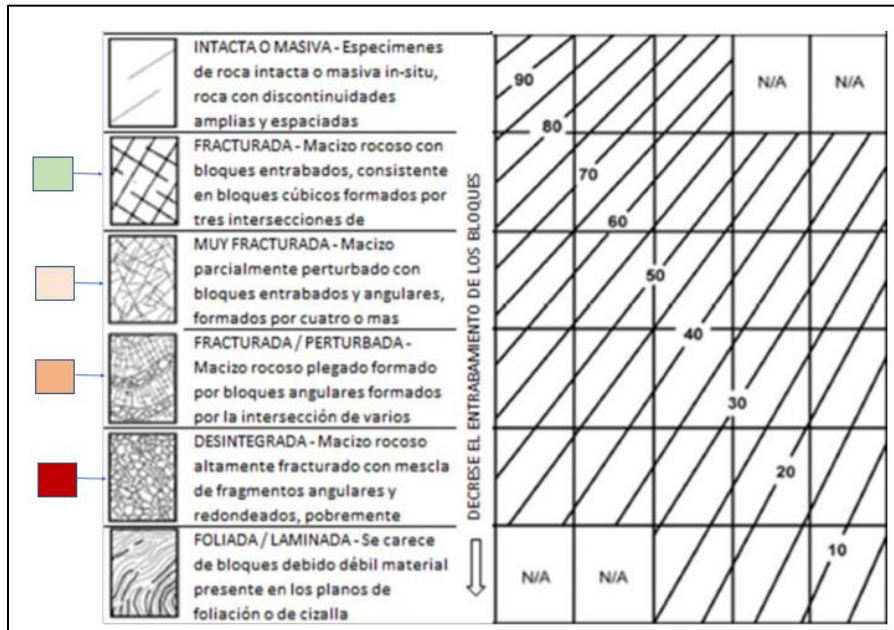 INTACTA O MASIVA - Especímenes
de roca intacta o masiva in-situ,
roca con discontinuidades
amplias y espaciadas
FRACTURADA - Macizo rocoso con
bloques entrabados, consistente
en bloques cúbicos formados por
tres intersecciones de
MUY FRACTURADA - Macizo
parcialmente perturbado con
bloques entrabados y angulares,
formados por cuatro o mas
FRACTURADA / PERTURBADA -
Macizo rocoso plegado formado
por bloques angulares formados
por la intersección de varios
DESINTEGRADA - Macizo rocoso
altamente fracturado con mescla
de fragmentos angulares y
redondeados, pobremente
FOLIADA / LAMINADA - Se carece
de bloques debido débil material
presente en los planos de
foliación o de cizalla
DECRESE EL ENTRABAMIENTO DE LOS BLOQUES
90
N/A
N/A
80
70
60
50
40
30
20
10
N/A
N/A